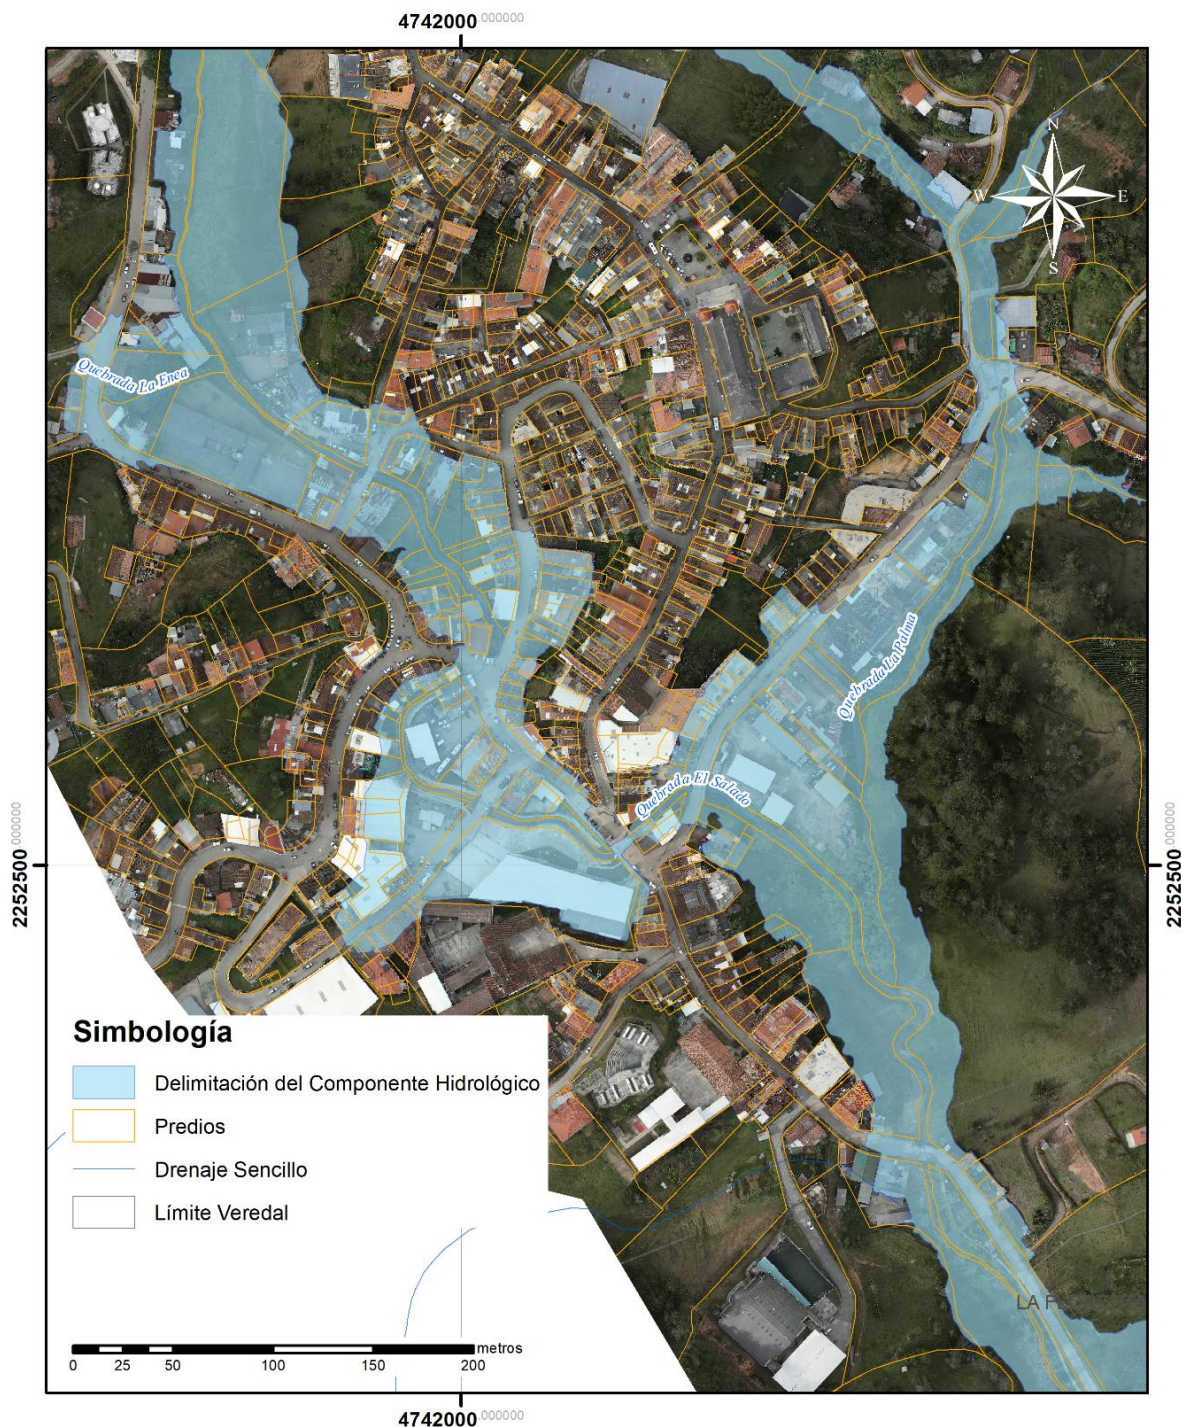 4742000.000000
N
W
E
S
Quebrada La Enea
Quebrada La Palma
Quebrada El Salado
2252500.000000
2252500.000000
Simbología
Delimitación del Componente Hidrológico
Predios
Drenaje Sencillo
Límite Veredal
LA F
metros
0 25 50 100 150 200
4742000.000000